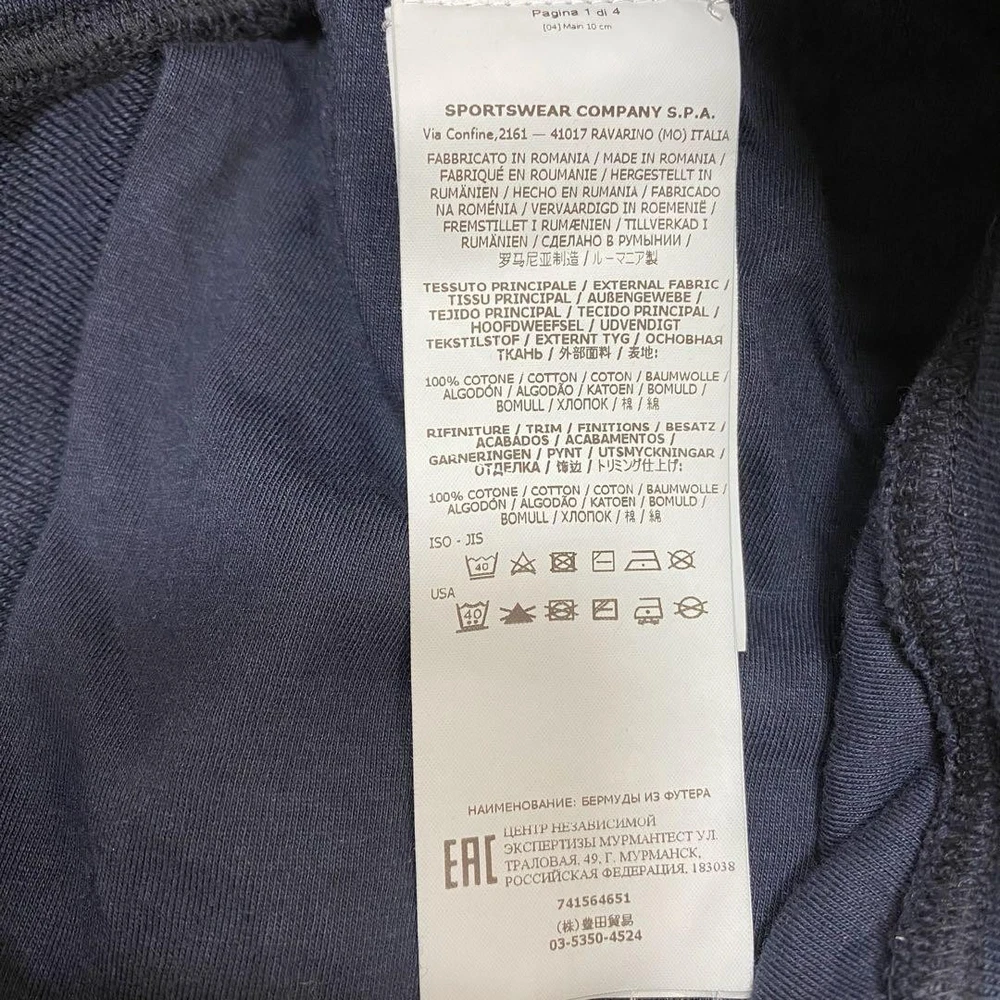 Pagina 1 di 4
[04] Main 10 cm
SPORTSWEAR COMPANY S.P.A.
Via Confine,2161 — 41017 RAVARINO (MO) ITALIA
FABBRICATO IN ROMANIA / MADE IN ROMANIA /
FABRIQUÉ EN ROUMANIE / HERGESTELLT IN
RUMÄNIEN / HECHO EN RUMANIA / FABRICADO
NA ROMÉNIA / VERVAARDIGD IN ROEMENIË /
FREMSTILLET I RUMÆNIEN / TILLVERKAD I
RUMÄNIEN / СДЕЛАНО В РУМЫНИИ /
罗马尼亚制造 / ルーマニア製
TESSUTO PRINCIPALE / EXTERNAL FABRIC /
TISSU PRINCIPAL / AUßENGEWEBE /
TEJIDO PRINCIPAL / TECIDO PRINCIPAL /
HOOFDWEEFSEL / UDVENDIGT
TEKSTILSTOF / EXTERNT TYG / ОСНОВНАЯ
ТКАНЬ / 外部面料 / 表地:
100% COTONE / COTTON / COTON / BAUMWOLLE /
ALGODÓN / ALGODÃO / KATOEN / BOMULD /
BOMULL / ХЛОПОК / 棉 / 綿
RIFINITURE / TRIM / FINITIONS / BESATZ /
ACABADOS / ACABAMENTOS /
GARNERINGEN / PYNT / UTSMYCKNINGAR /
ОТДЕЛКА / 饰边 / トリミング仕上げ:
100% COTONE / COTTON / COTON / BAUMWOLLE /
ALGODÓN / ALGODÃO / KATOEN / BOMULD /
BOMULL / ХЛОПОК / 棉 / 綿
ISO - JIS
40
USA
40
НАИМЕНОВАНИЕ: БЕРМУДЫ ИЗ ФУТЕРА
EAC
ЦЕНТР НЕЗАВИСИМОЙ
ЭКСПЕРТИЗЫ МУРМАНТЕСТ УЛ.
ТРАЛОВАЯ, 49, Г. МУРМАНСК,
РОССИЙСКАЯ ФЕДЕРАЦИЯ, 183038
741564651
(株)豊田貿易
03-5350-4524